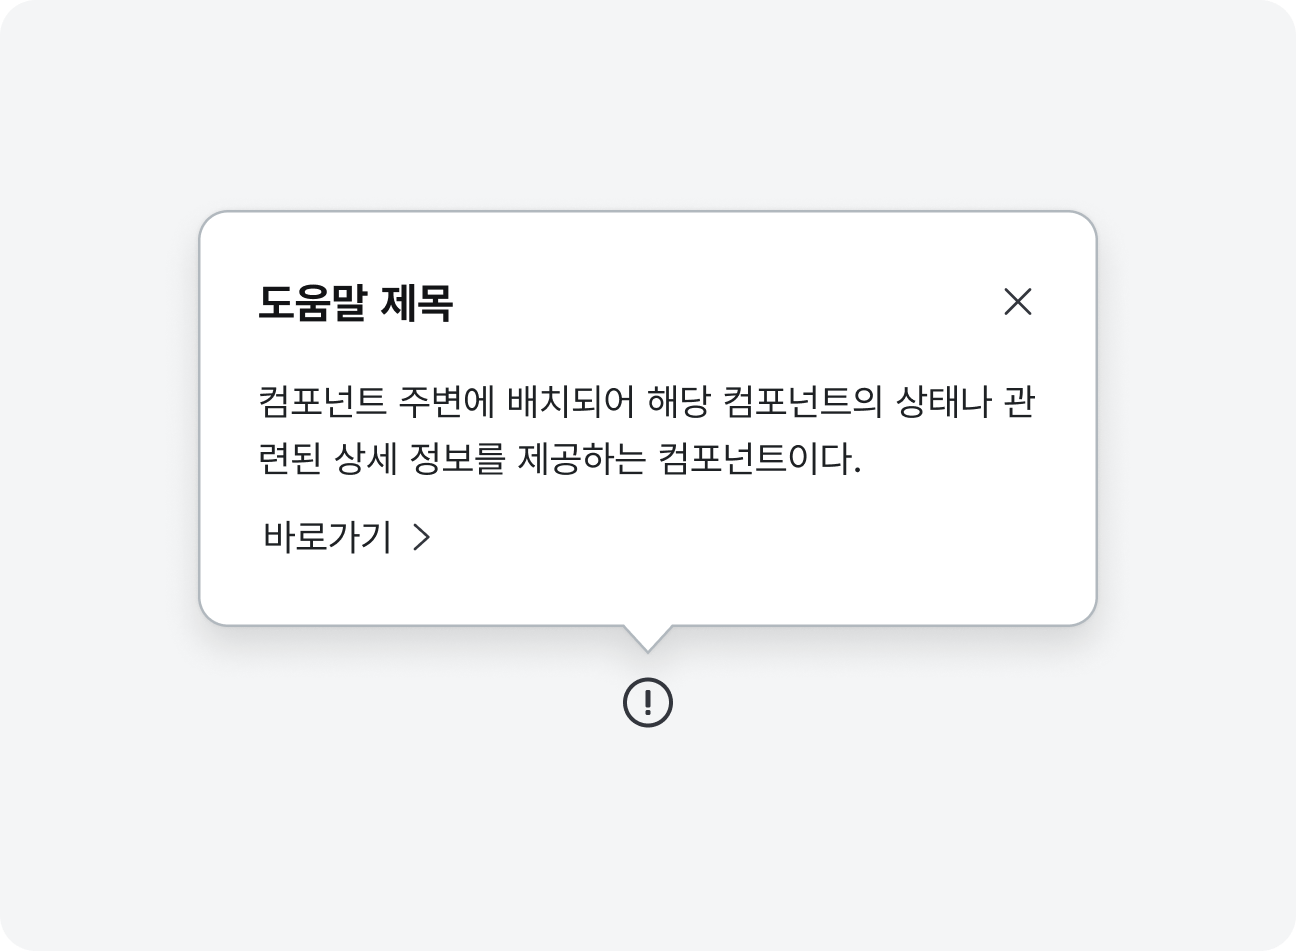 도움말 제목
컴포넌트 주변에 배치되어 해당 컴포넌트의 상태나 관
련된 상세 정보를 제공하는 컴포넌트이다.
바로가기